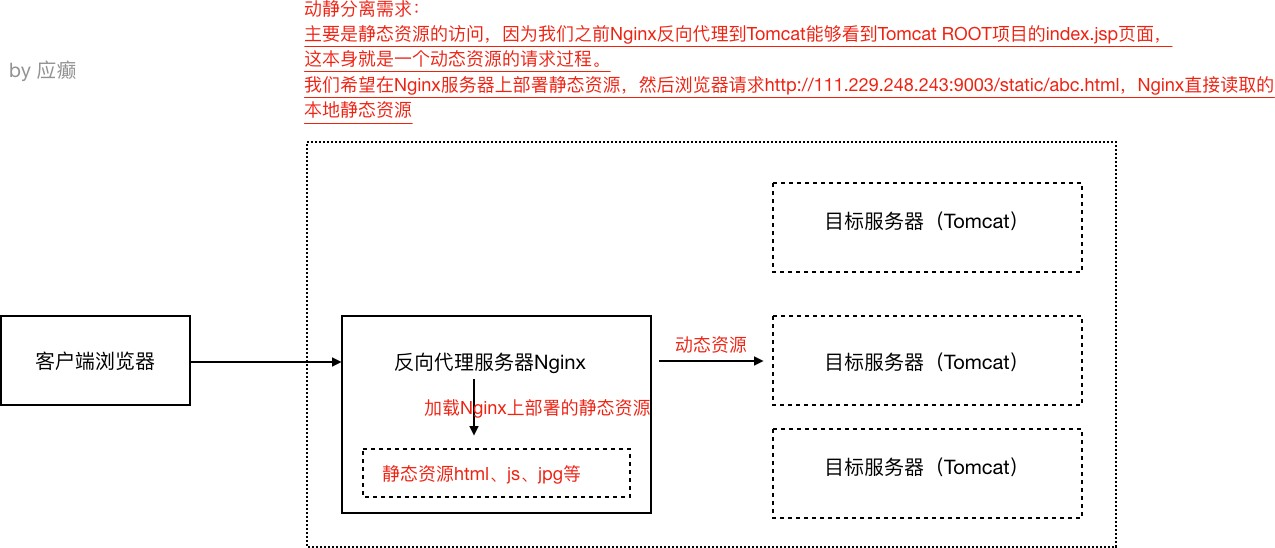 动静分离需求：
主要是静态资源的访问，因为我们之前Nginx反向代理到Tomcat能够看到Tomcat ROOT项目的index.jsp页面，
这本身就是一个动态资源的请求过程。
by 应癫
我们希望在Nginx服务器上部署静态资源，然后浏览器请求http://111.229.248.243:9003/static/abc.html，Nginx直接读取的
本地静态资源
目标服务器（Tomcat）
客户端浏览器
反向代理服务器Nginx
动态资源
目标服务器（Tomcat）
加载Nginx上部署的静态资源
静态资源html、js、jpg等
目标服务器（Tomcat）